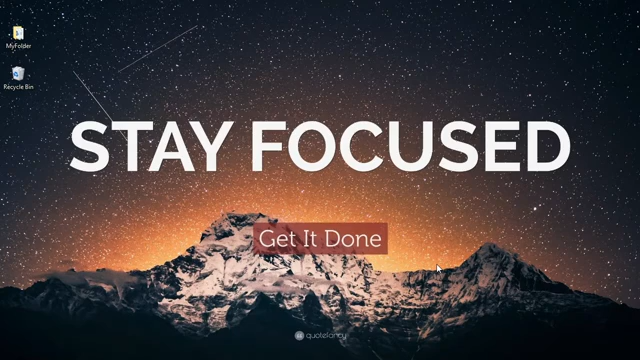 MyFolder
Recycle Bin
STAY FOCUSED
Get It Done
quotefancy